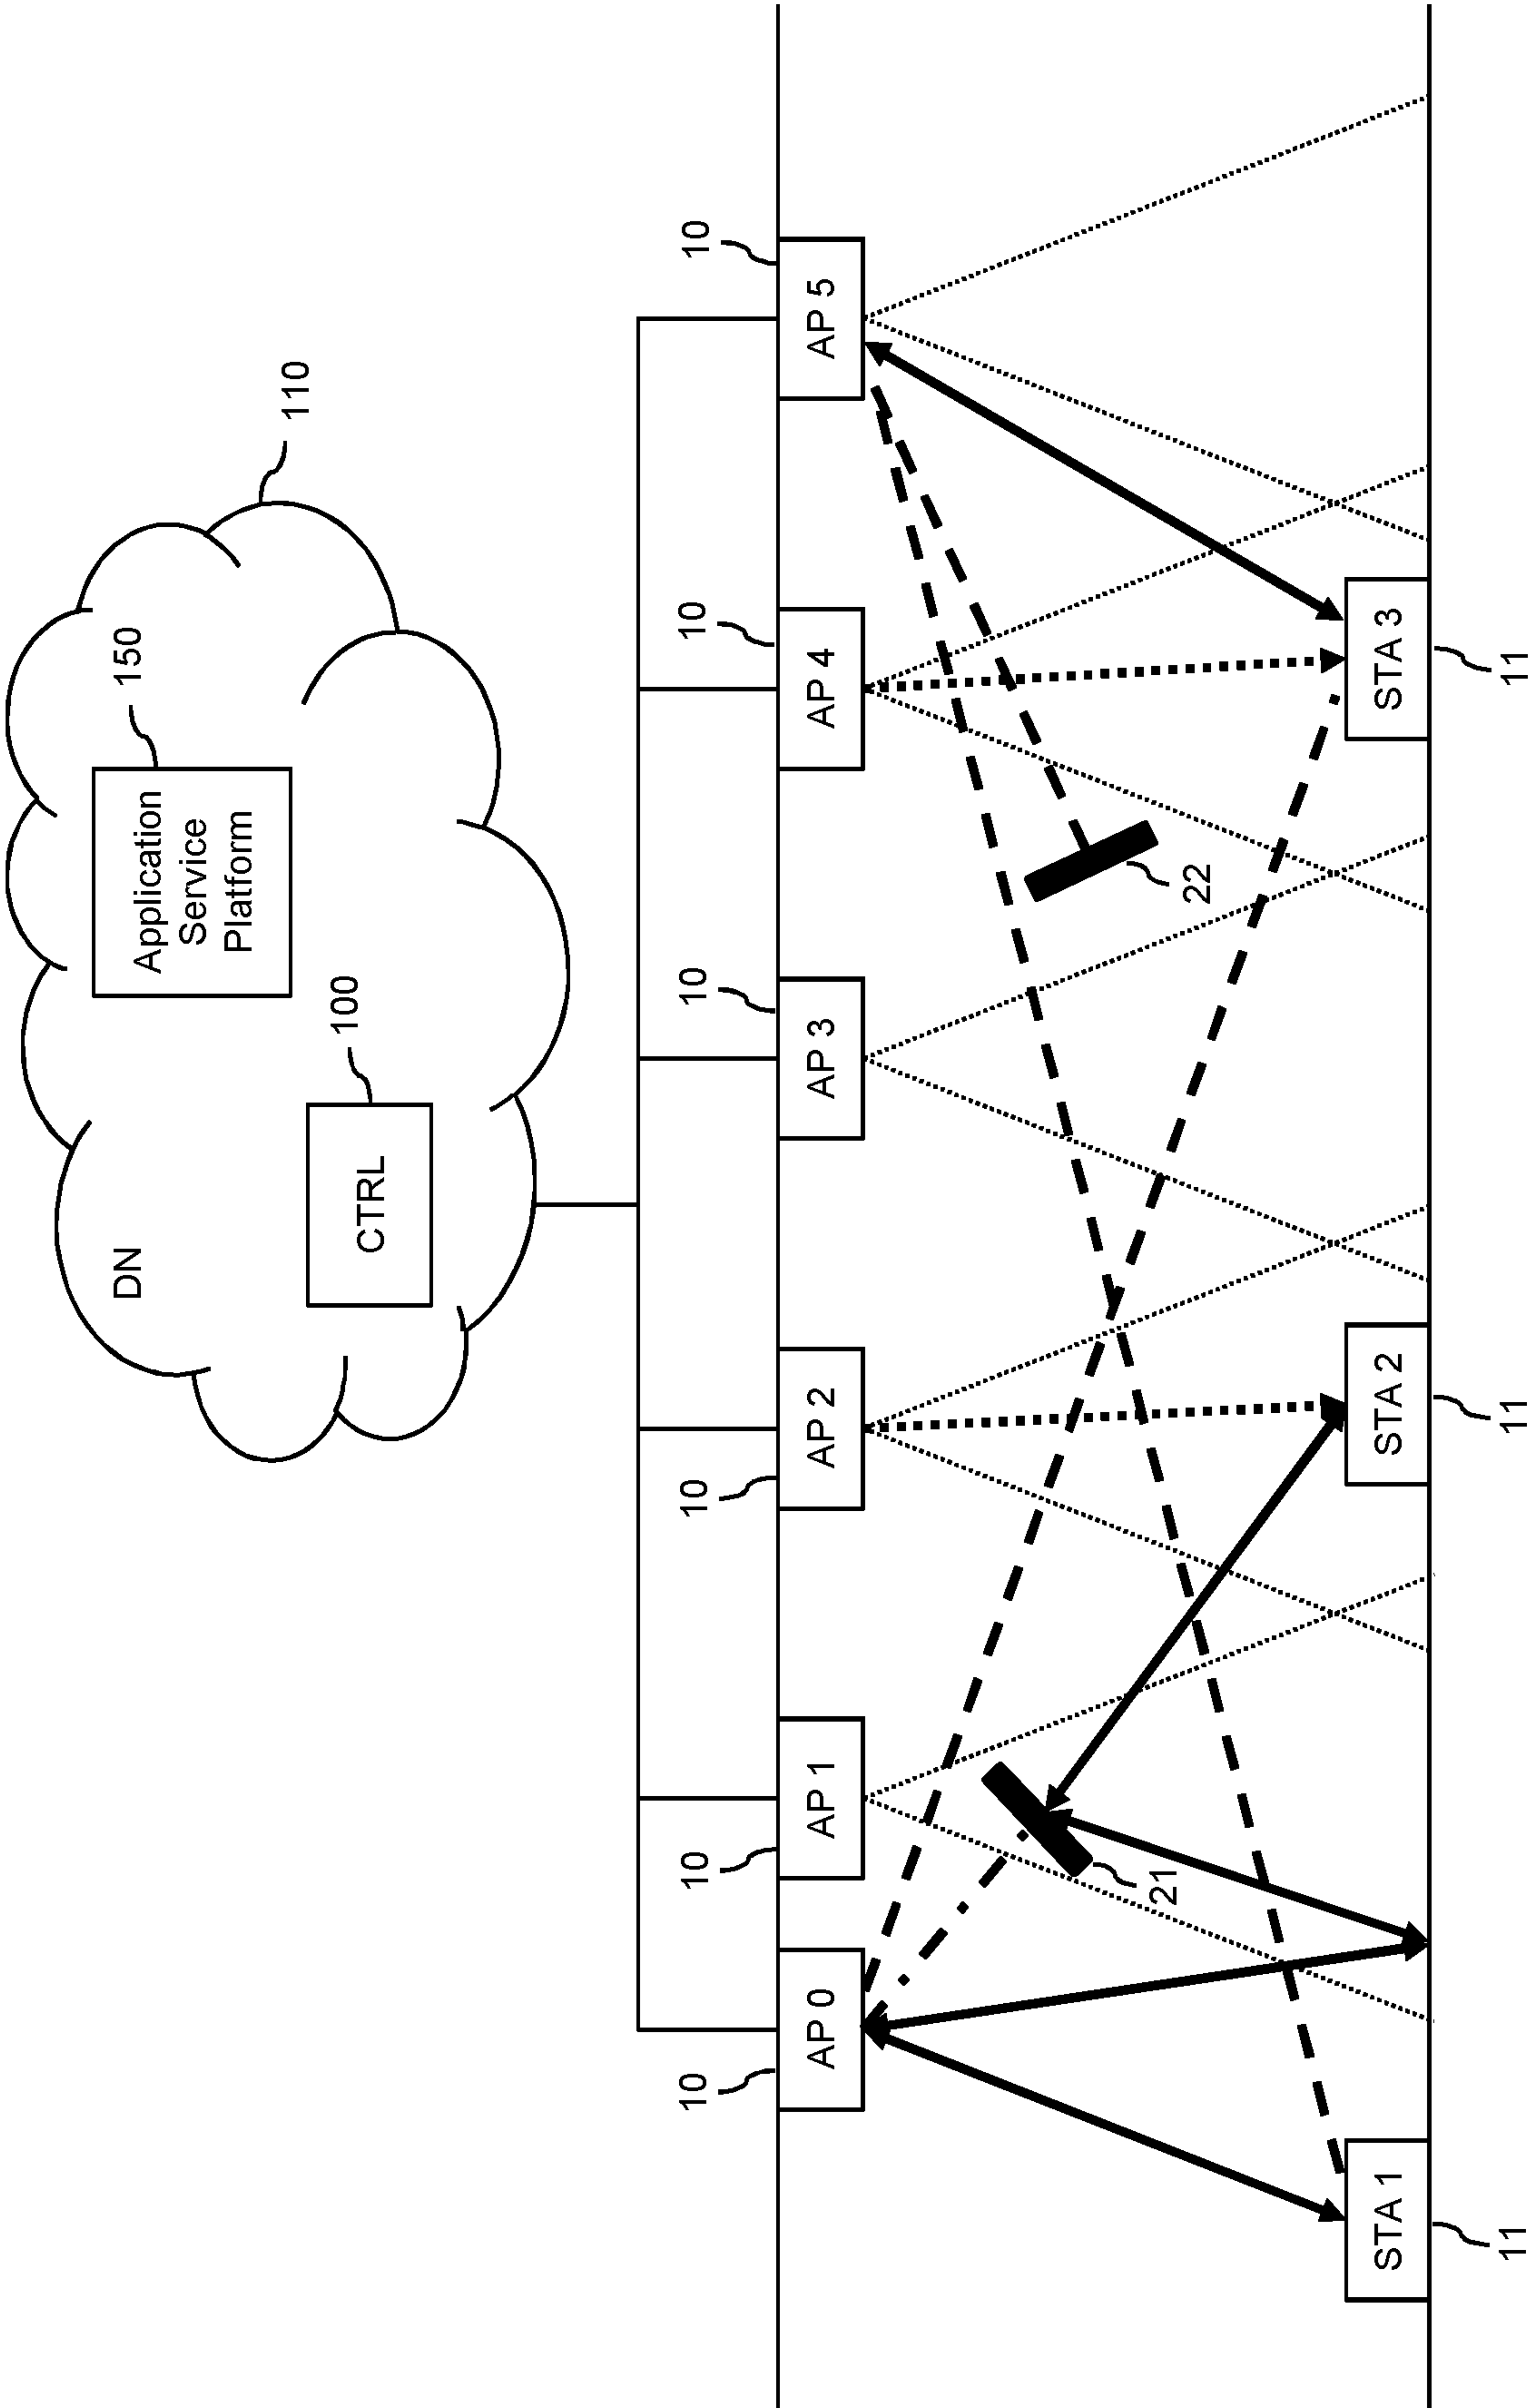 110
150
Application
Service
Platform
DN
100
CTRL
10
10
10
10
10
10
AP 0
AP 1
AP 2
AP 3
AP 4
AP 5
21
22
STA 1
STA 2
STA 3
11
11
11